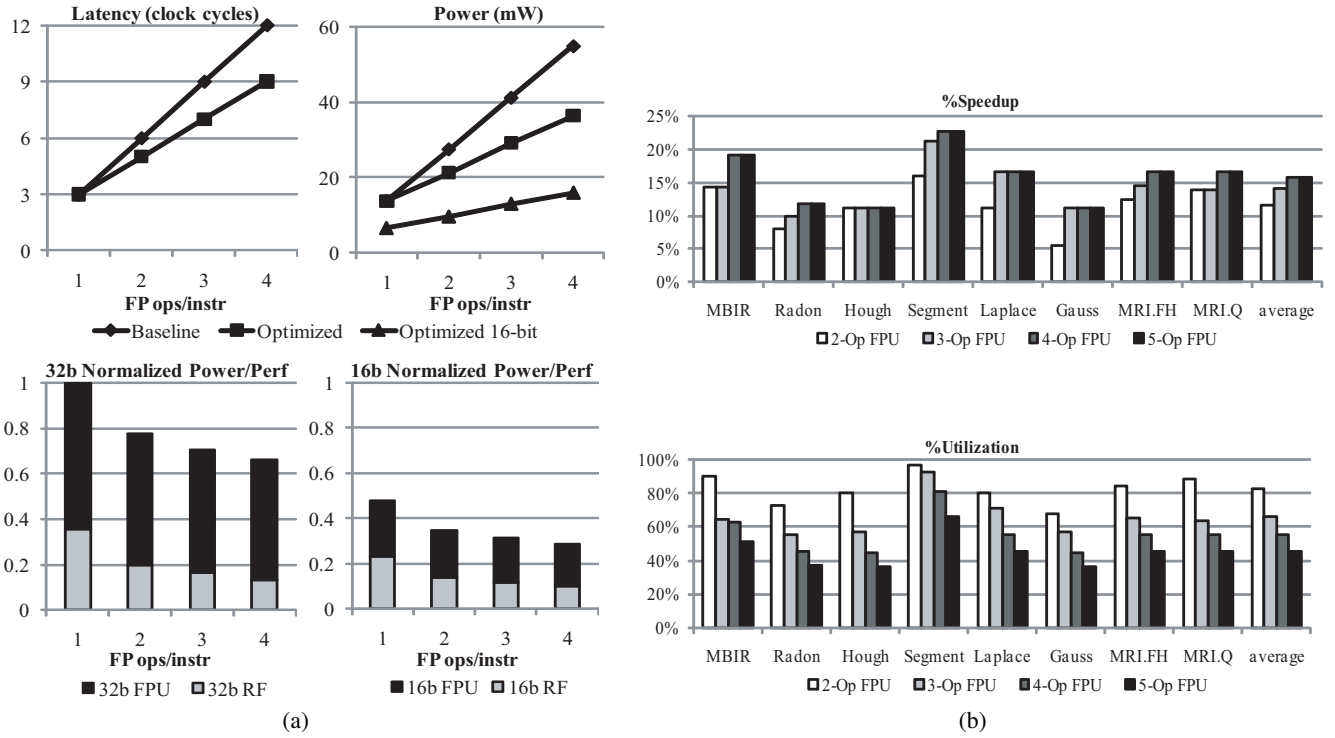 Latency (clock cycles)
12
9
6
3
0
1 2 3 4
FP ops/instr
Power (mW)
60
40
20
0
1 2 3 4
FP ops/instr
Baseline Optimized Optimized 16-bit
32b Normalized Power/Perf
1
0.8
0.6
0.4
0.2
0
1 2 3 4
FP ops/instr
32b FPU 32b RF
16b Normalized Power/Perf
1
0.8
0.6
0.4
0.2
0
1 2 3 4
FP ops/instr
16b FPU 16b RF
(a)
%Speedup
25%
20%
15%
10%
5%
0%
MBIR Radon Hough Segment Laplace Gauss MRI.FH MRI.Q average
2-Op FPU 3-Op FPU 4-Op FPU 5-Op FPU
%Utilization
100%
80%
60%
40%
20%
0%
MBIR Radon Hough Segment Laplace Gauss MRI.FH MRI.Q average
2-Op FPU 3-Op FPU 4-Op FPU 5-Op FPU
(b)